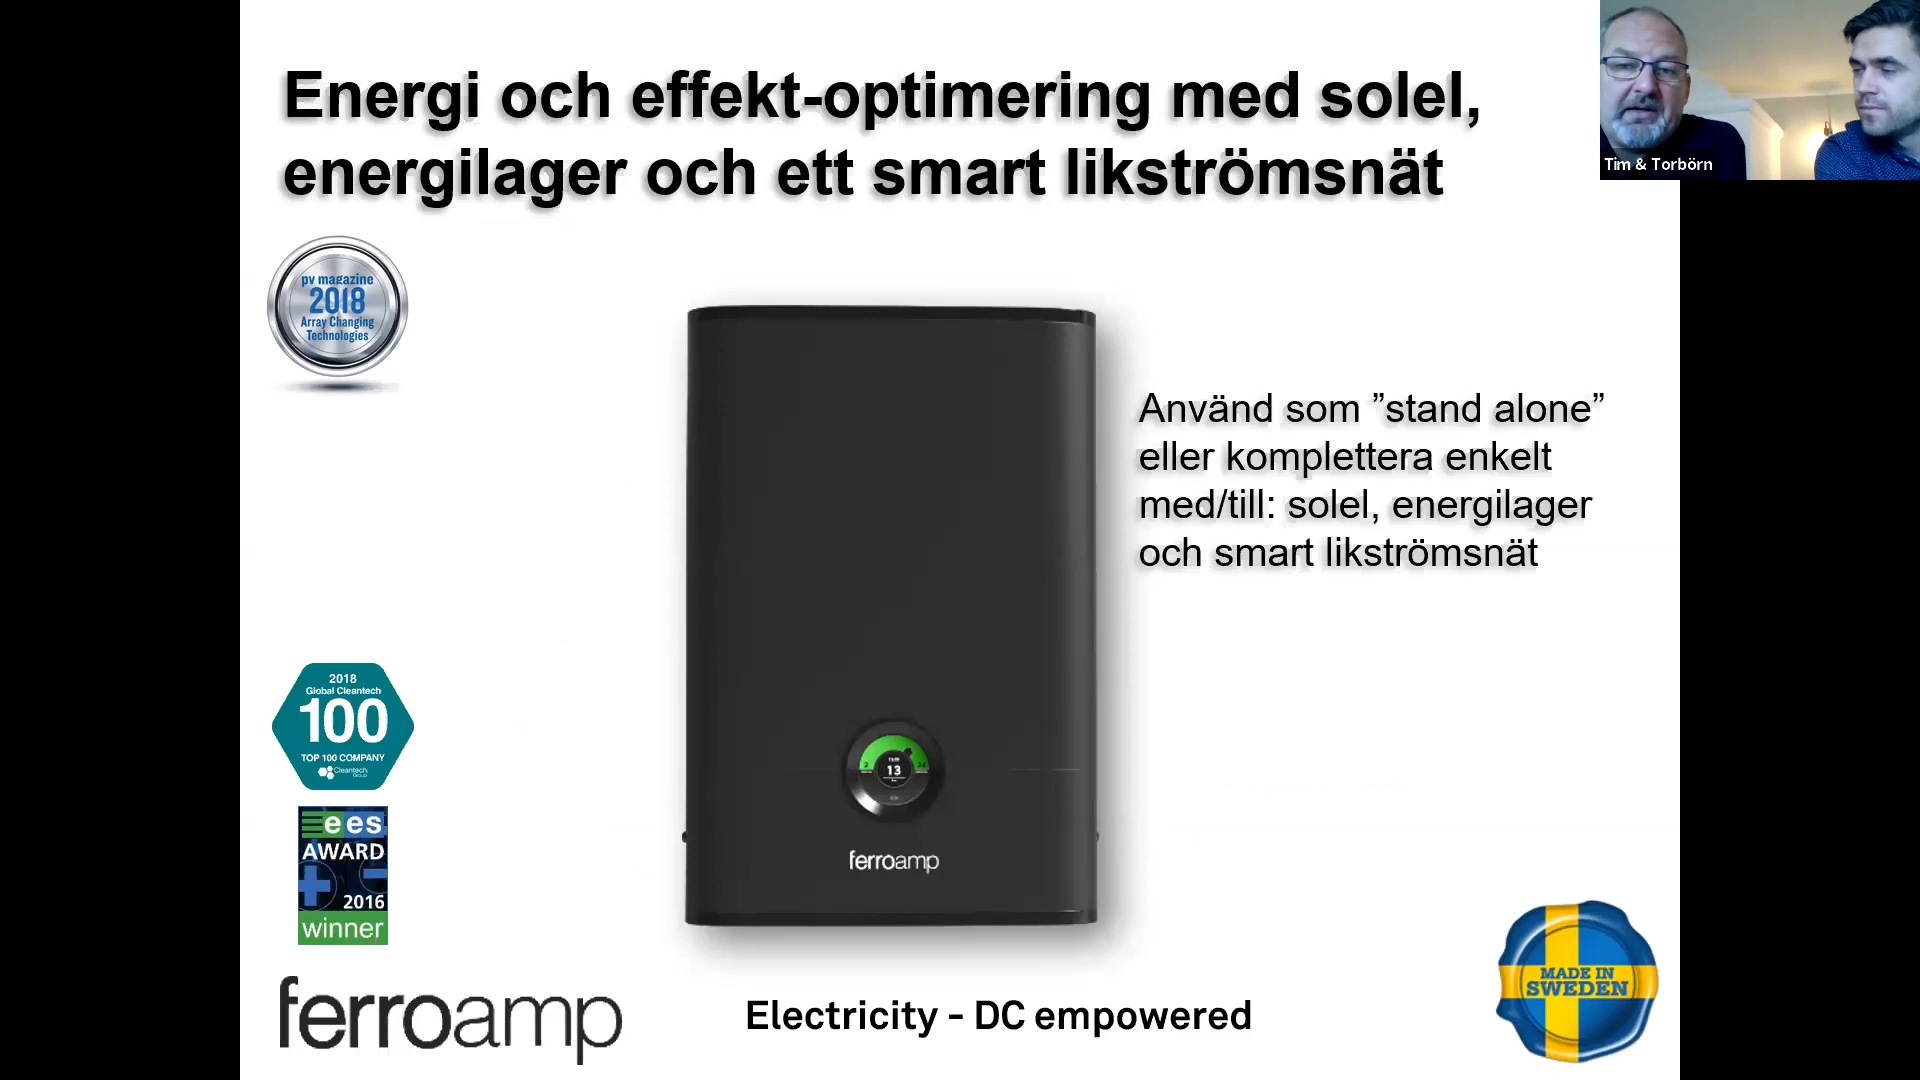 Energi och effekt-optimering med solel,
energilager och ett smart likströmsnät
Tim & Torbörn
pv magazine
2018
Array Changing
Technologies
Använd som ”stand alone”
eller komplettera enkelt
med/till: solel, energilager
och smart likströmsnät
2018
Global Cleantech
100
TOP 100 COMPANY
Cleantech
Group
13
ferroamp
ees
AWARD
2016
winner
ferroamp
Electricity - DC empowered
MADE IN
SWEDEN